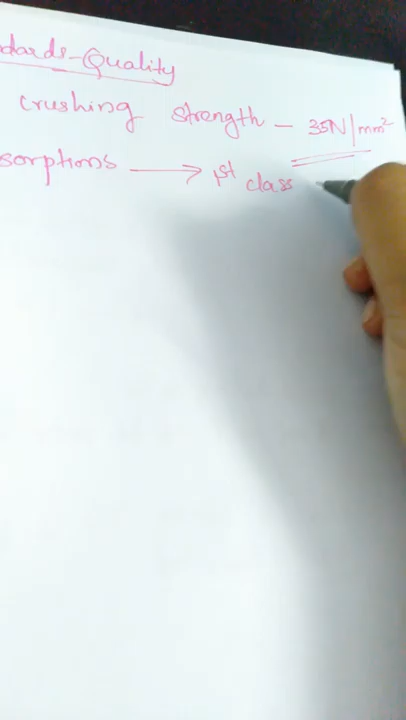 dards-Quality
crushing strength - 35N/mm²
sorptions → 1st class